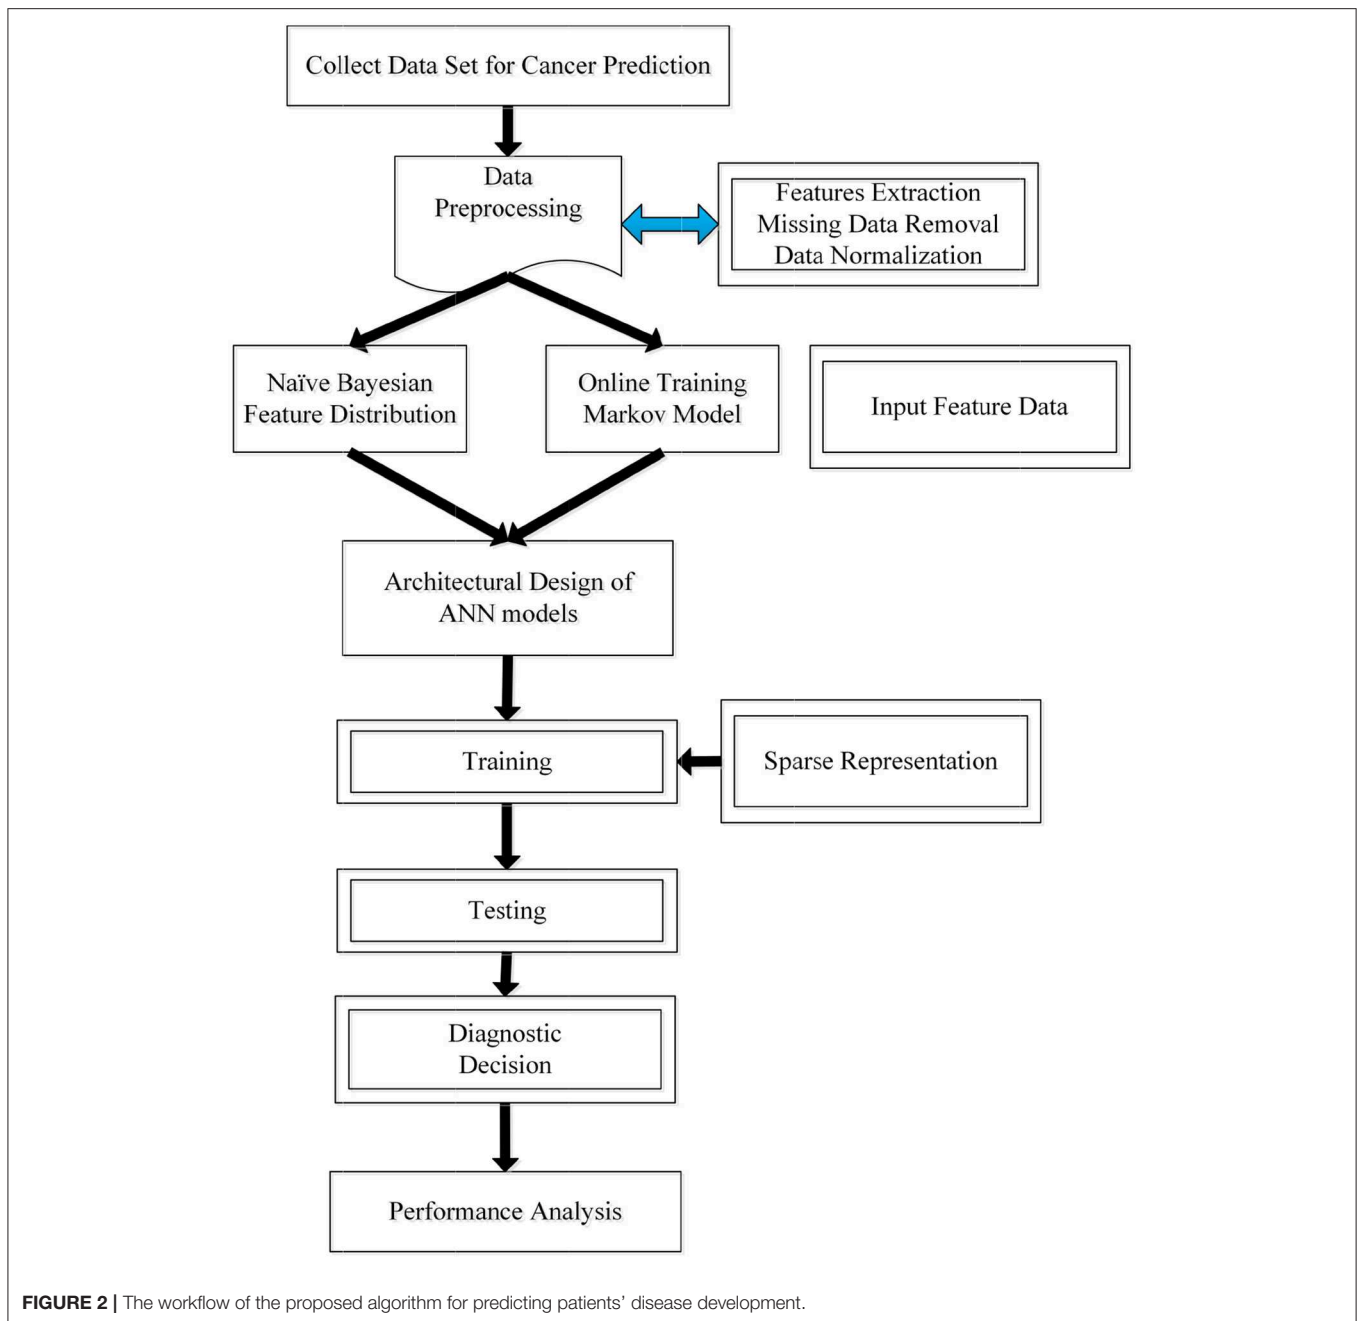 Collect Data Set for Cancer Prediction
Data
Preprocessing
Features Extraction
Missing Data Removal
Data Normalization
Naïve Bayesian
Feature Distribution
Online Training
Markov Model
Input Feature Data
Architectural Design of
ANN models
Training
Sparse Representation
Testing
Diagnostic
Decision
Performance Analysis
FIGURE 2 | The workflow of the proposed algorithm for predicting patients’ disease development.